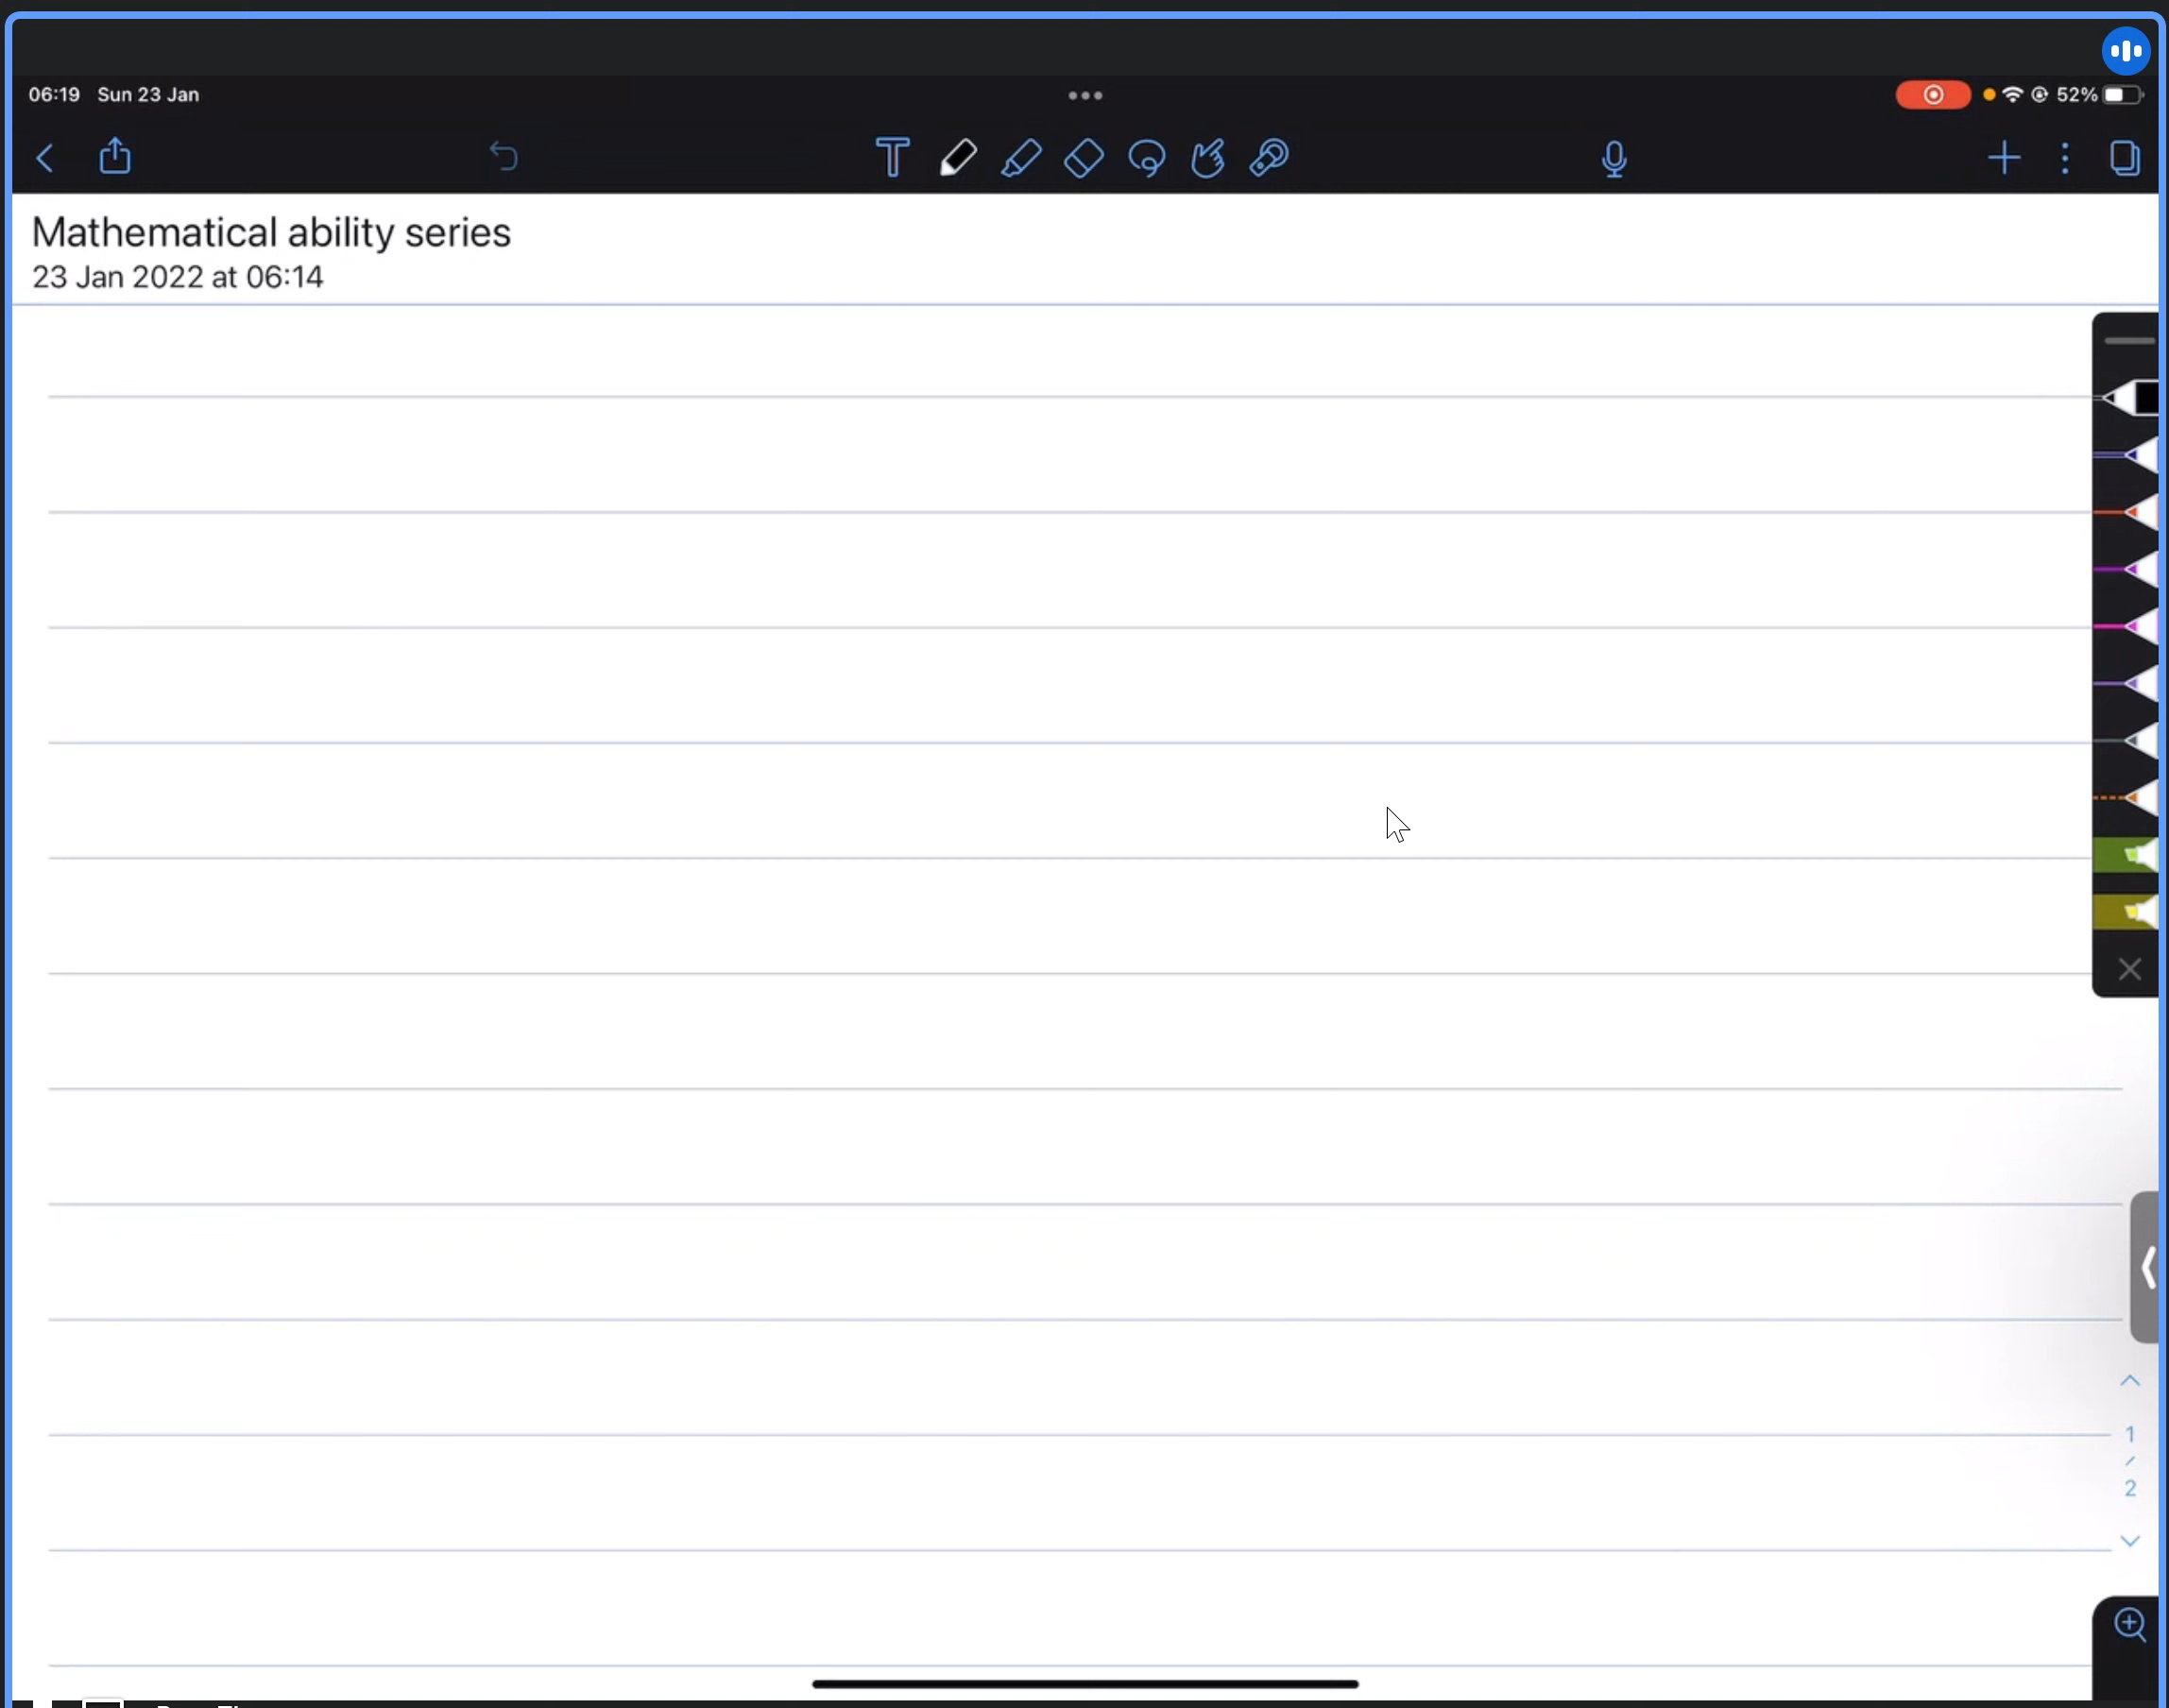 06:19 Sun 23 Jan
52%
T
Mathematical ability series
23 Jan 2022 at 06:14
1
/
2